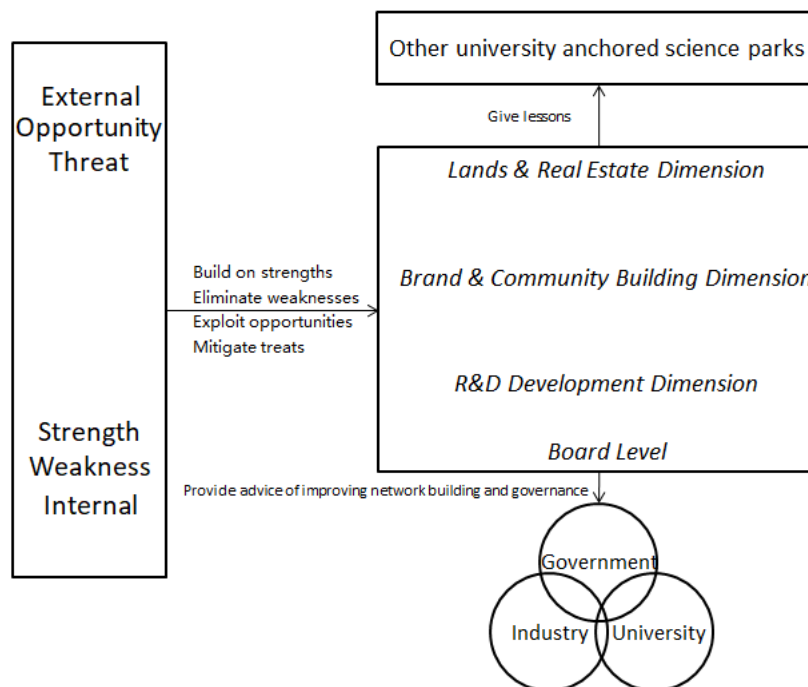 External
Opportunity
Threat
Strength
Weakness
Internal
Build on strengths
Eliminate weaknesses
Exploit opportunities
Mitigate treats
Other university anchored science parks
Give lessons
Lands & Real Estate Dimension
Brand & Community Building Dimension
R&D Development Dimension
Board Level
Provide advice of improving network building and governance
Government
Industry
University